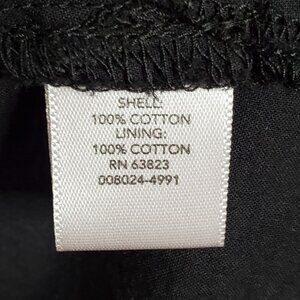 SHELL:
100% COTTON
LINING:
100% COTTON
RN 63823
008024-4991